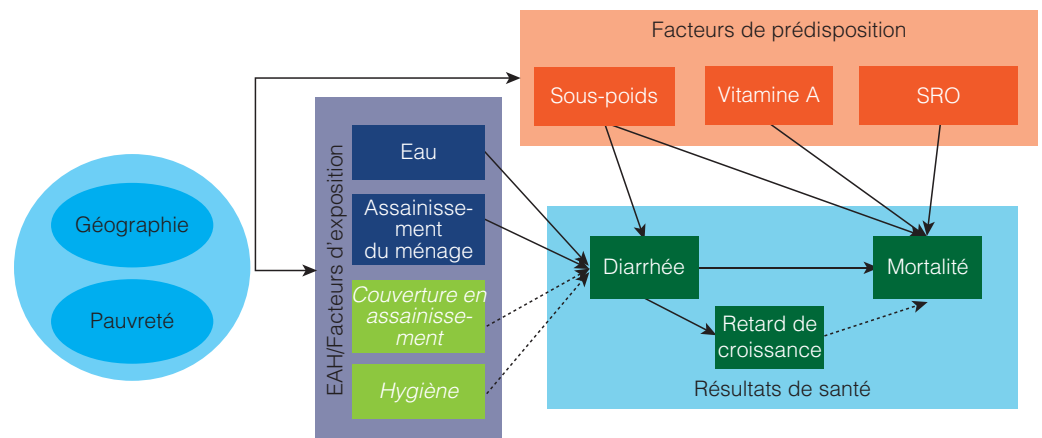 Facteurs de prédisposition
Sous-poids
Vitamine A
SRO
EAH/Facteurs d'exposition
Eau
Assainisse-
ment
du ménage
Couverture en
assainisse-
ment
Hygiène
Géographie
Pauvreté
Diarrhée
Mortalité
Retard de
croissance
Résultats de santé